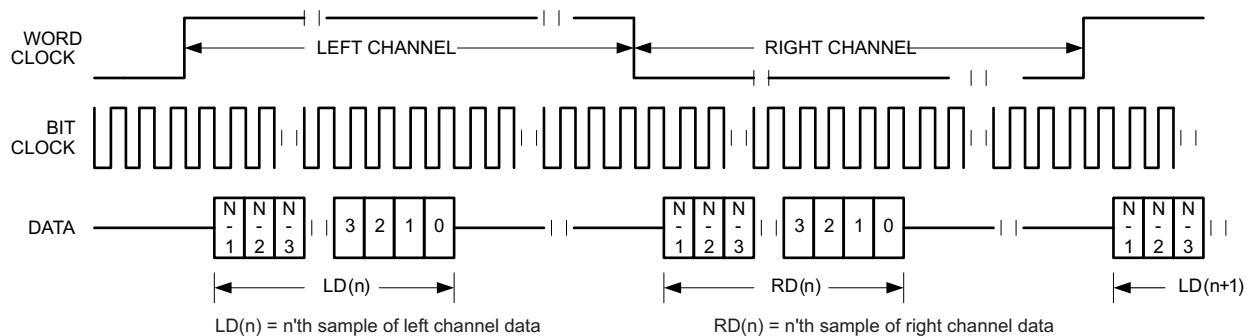 WORD
CLOCK
LEFT CHANNEL
RIGHT CHANNEL
BIT
CLOCK
DATA
N
-
1
N
-
2
N
-
3
3
2
1
0
N
-
1
N
-
2
N
-
3
3
2
1
0
N
-
1
N
-
2
N
-
3
LD(n)
RD(n)
LD(n+1)
LD(n) = n'th sample of left channel data
RD(n) = n'th sample of right channel data